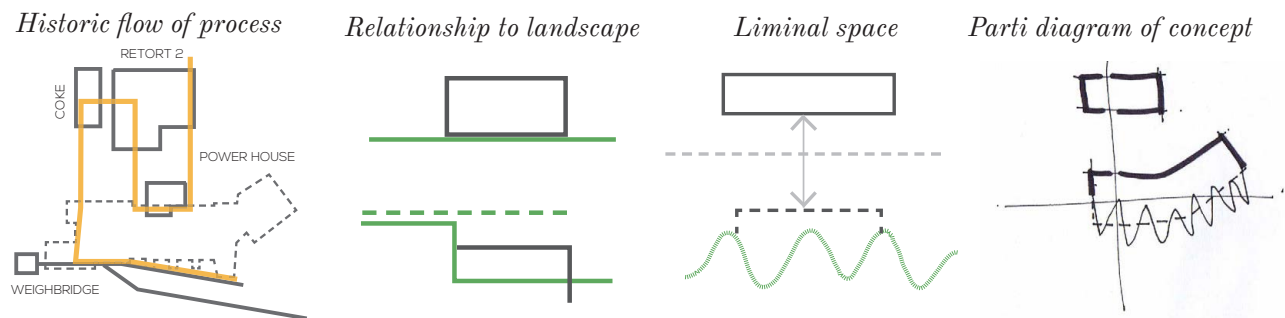 Historic flow of process
Relationship to landscape
Liminal space
Parti diagram of concept
RETORT 2
COKE
POWER HOUSE
WEIGHBRIDGE